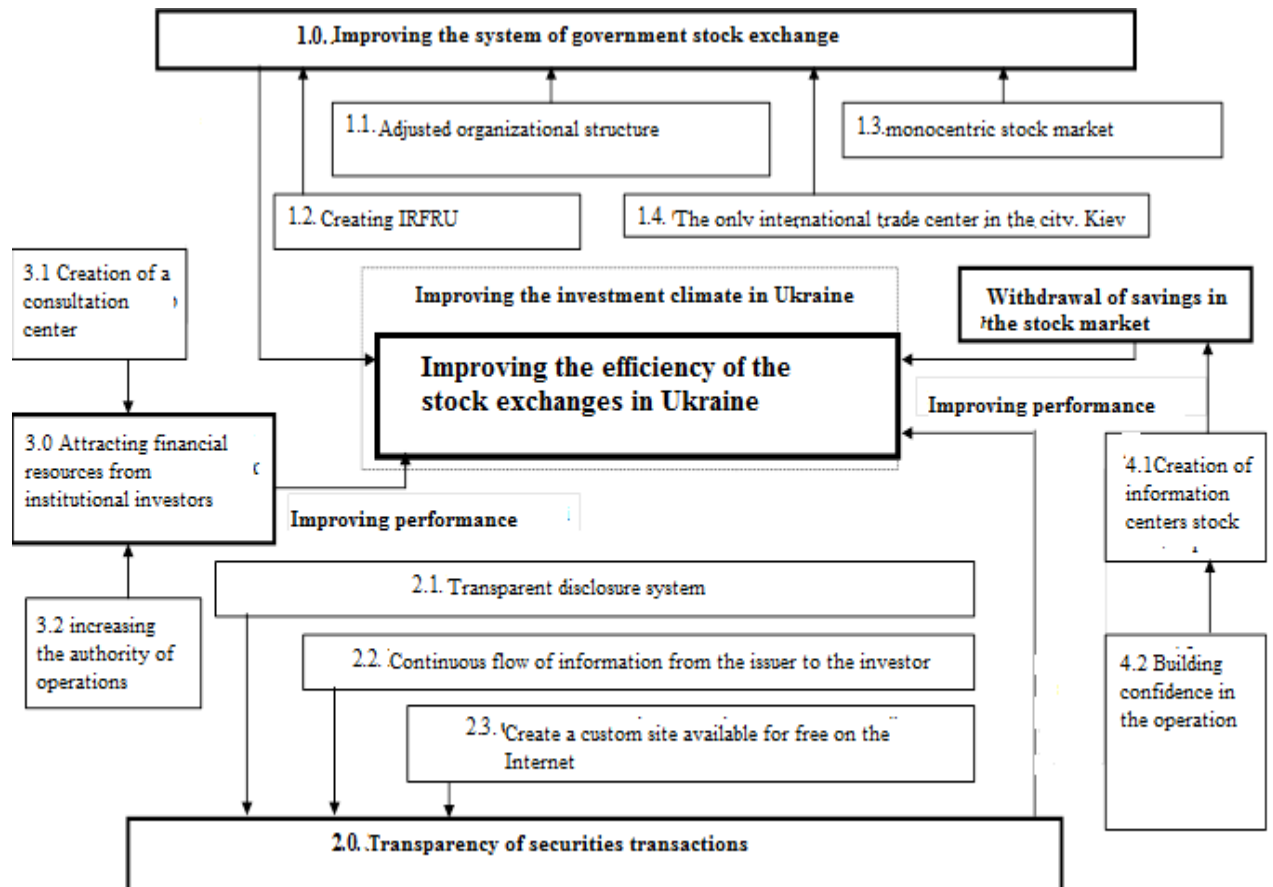 1.0. Improving the system of government stock exchange
1.1. Adjusted organizational structure
1.3.monocentric stock market
1.2. Creating IRFRU
1.4. The only international trade center in the city. Kiev
3.1 Creation of a
consultation
center
Improving the investment climate in Ukraine
Withdrawal of savings in
the stock market
Improving the efficiency of the
stock exchanges in Ukraine
Improving performance
3.0 Attracting financial
resources from
institutional investors
4.1Creation of
information
centers stock
Improving performance
2.1. Transparent disclosure system
3.2 increasing
the authority of
operations
2.2. Continuous flow of information from the issuer to the investor
4.2 Building
confidence in
the operation
2.3. Create a custom site available for free on the
Internet
2.0. .Transparency of securities transactions